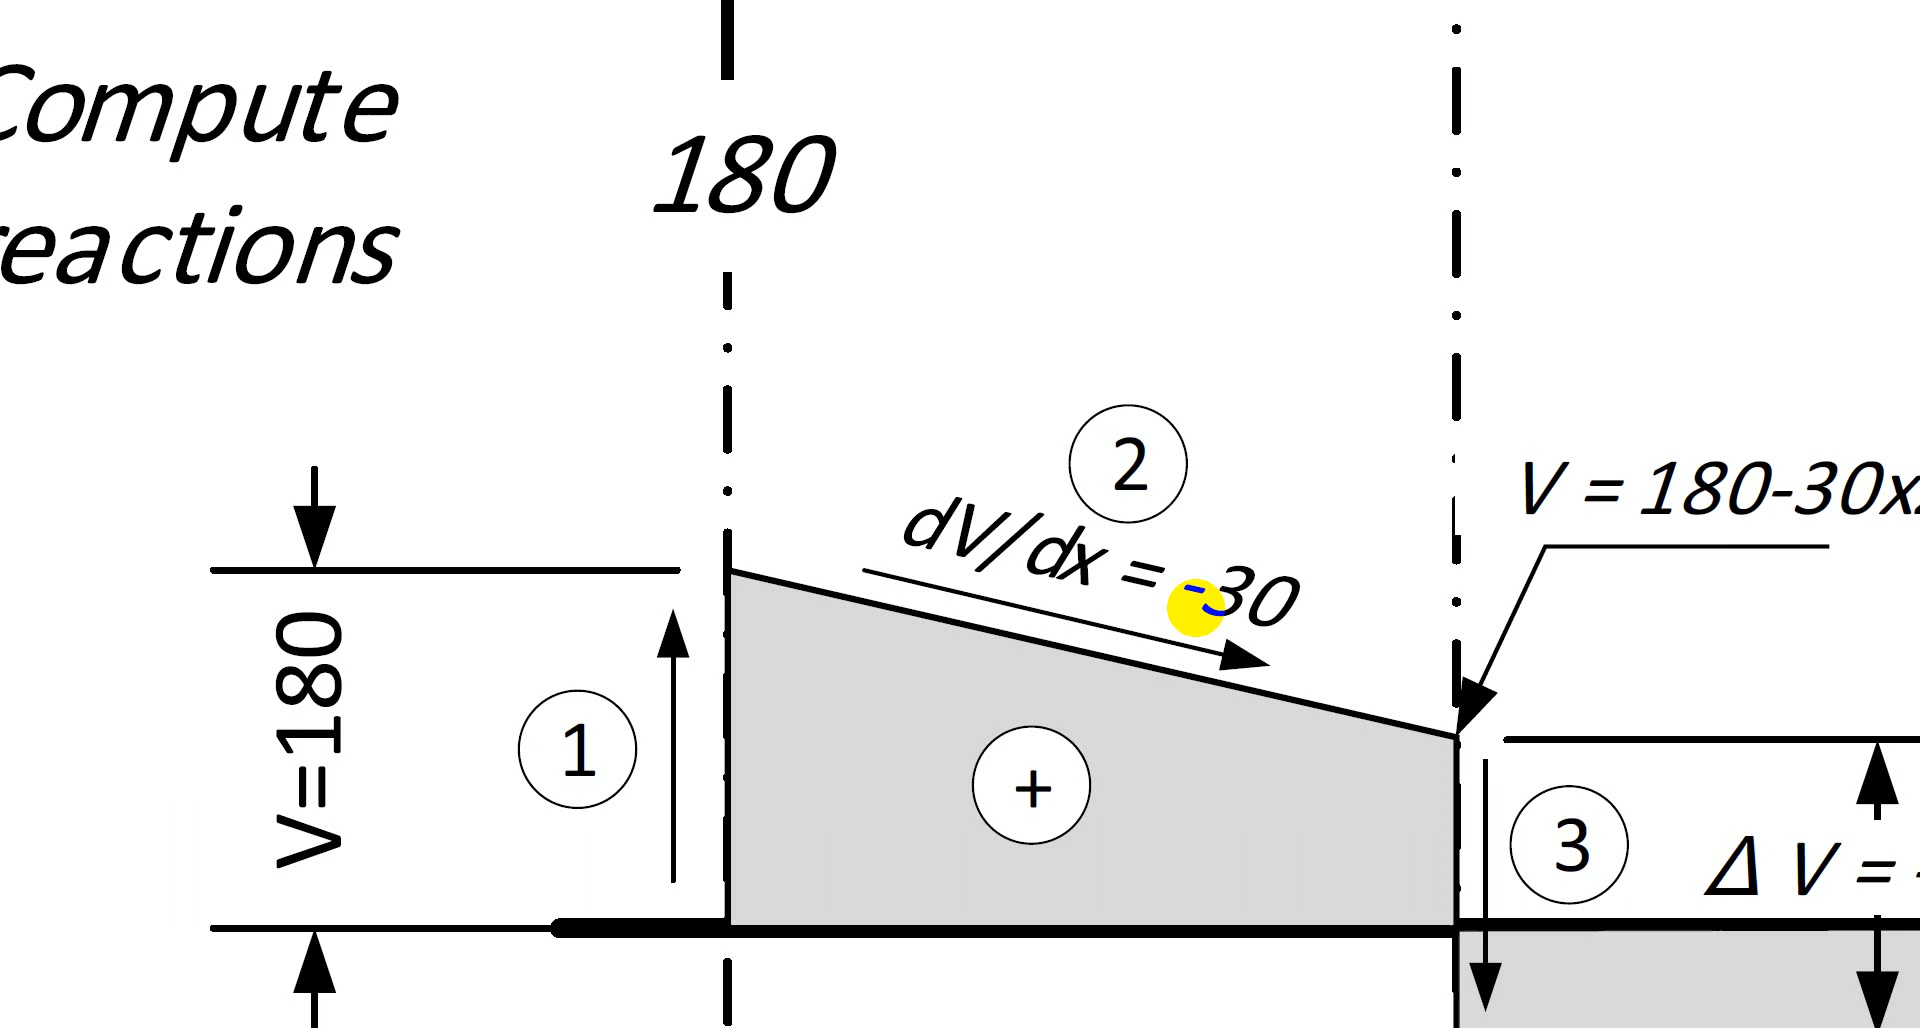 Compute
reactions
180
2
dV/dx = -30
V = 180-30x
V=180
1
+
3
Δ V = -